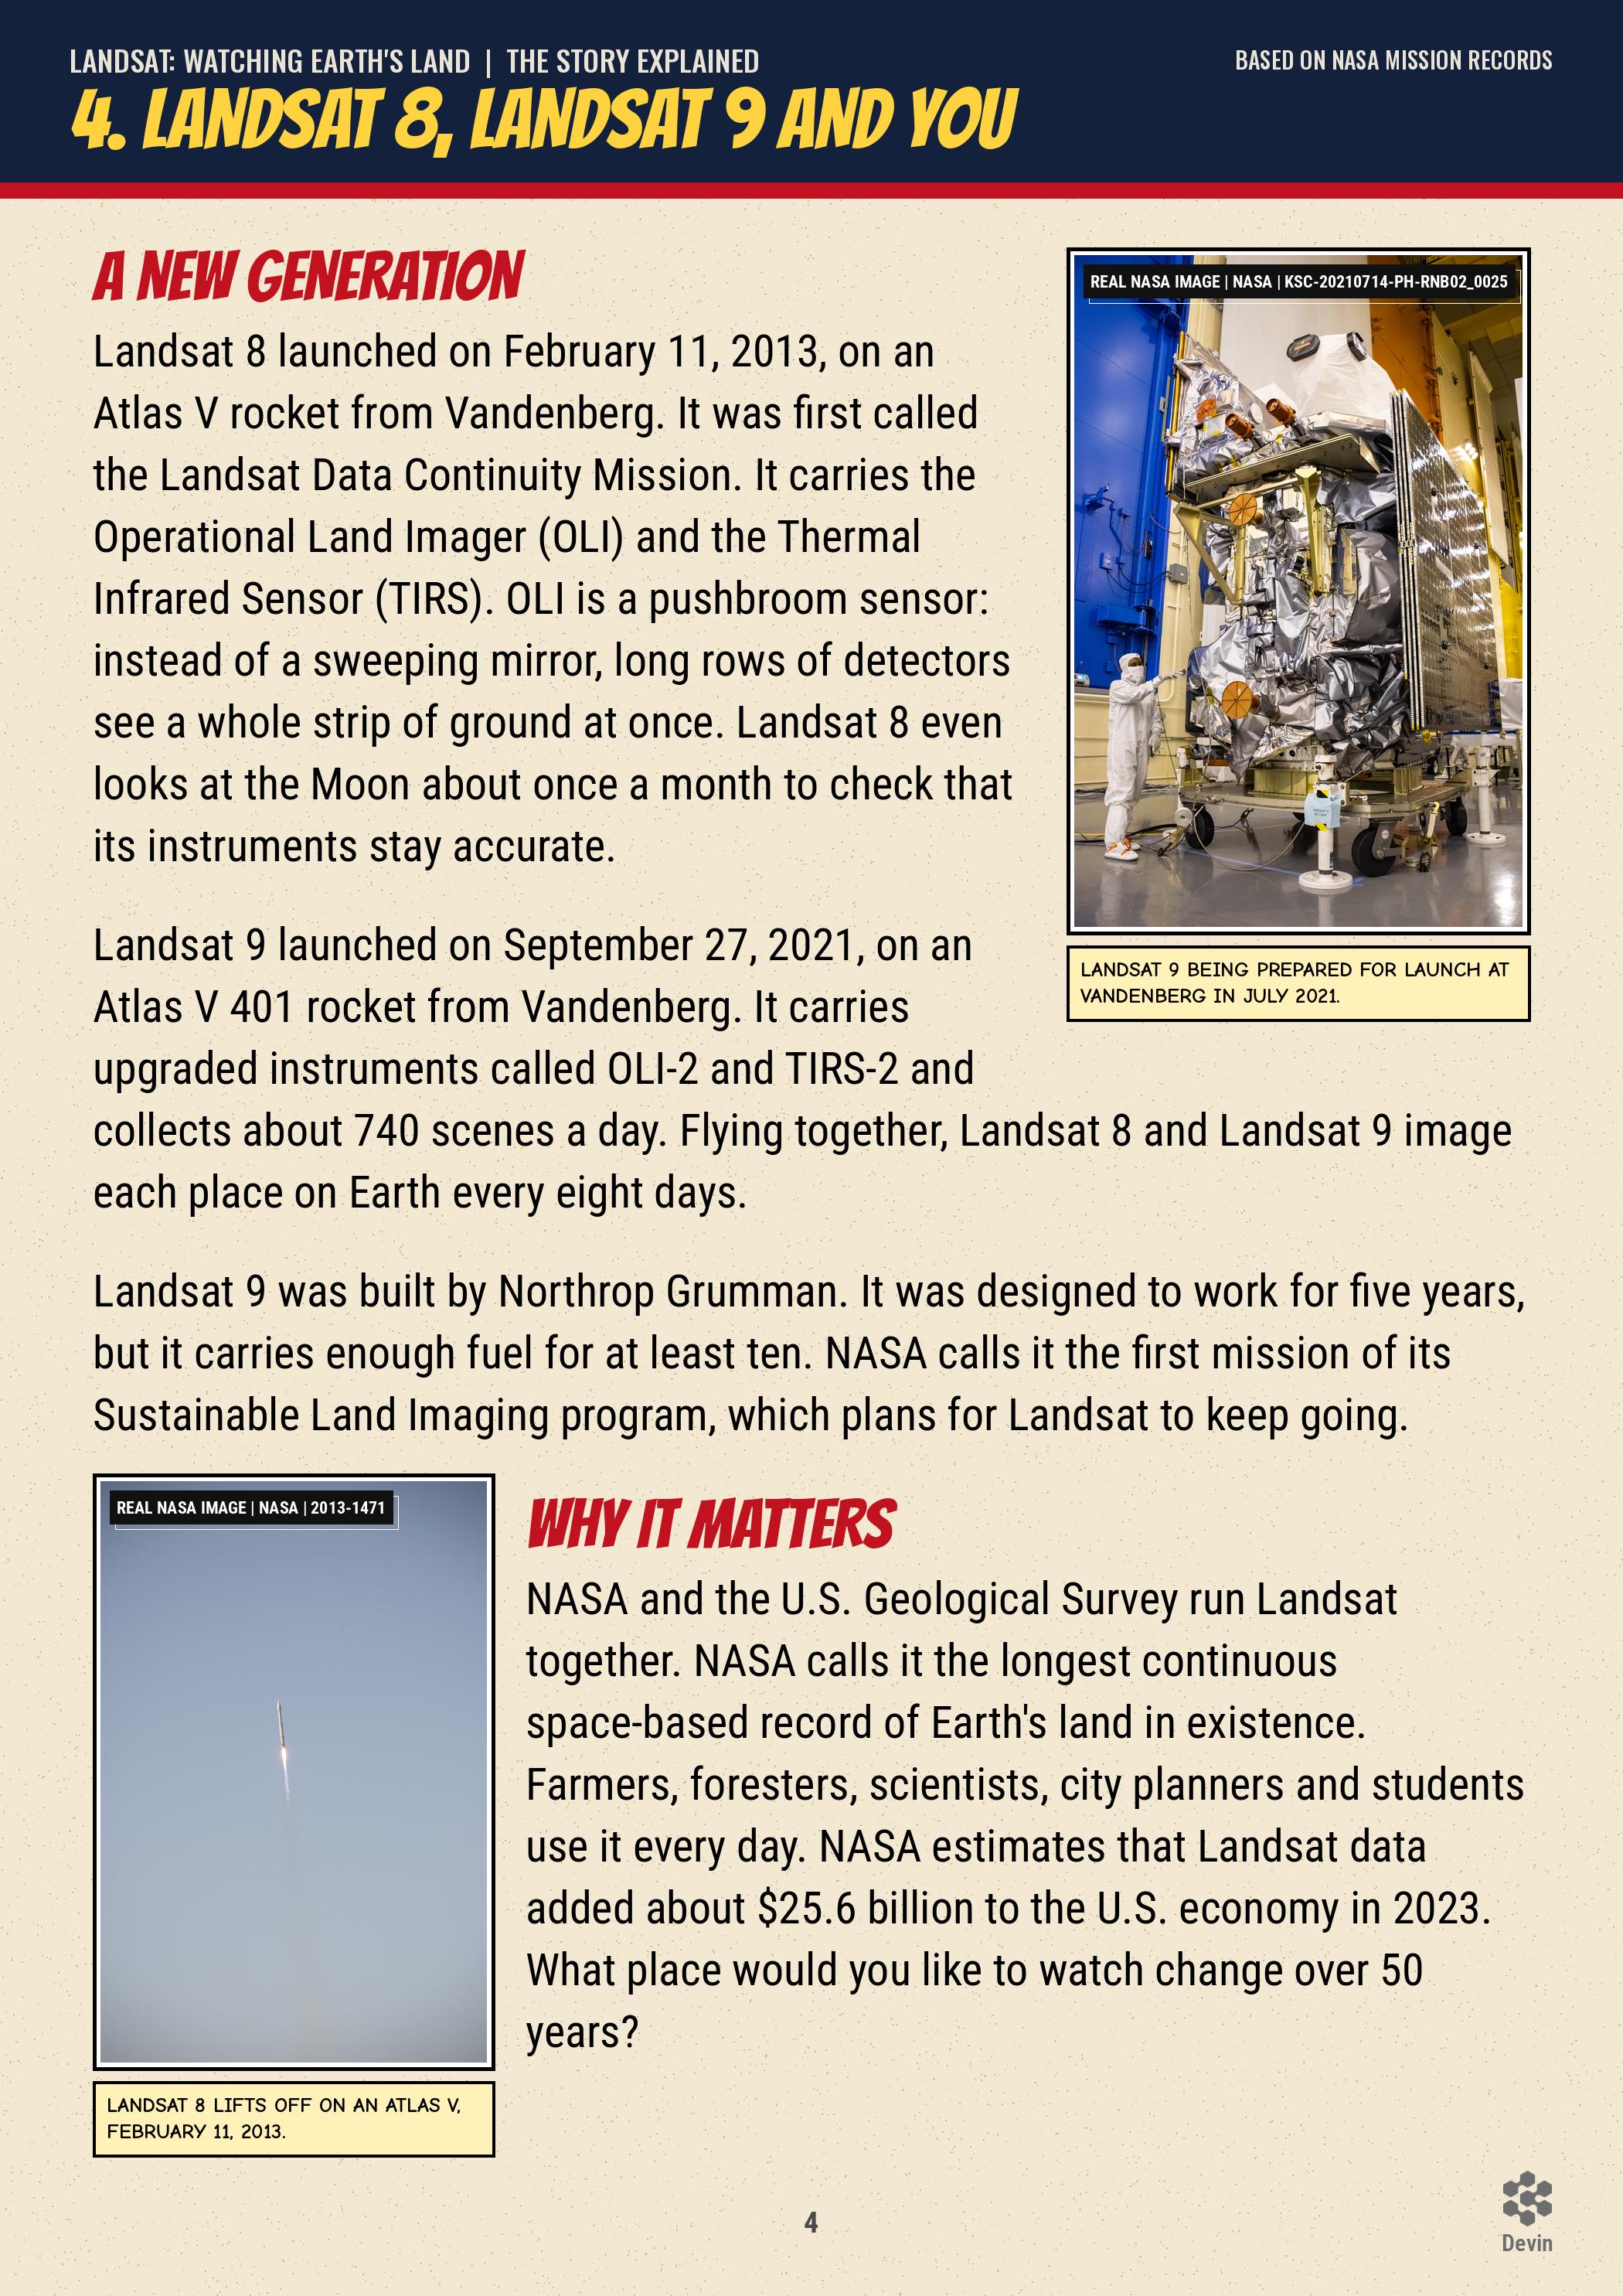 LANDSAT: WATCHING EARTH'S LAND | THE STORY EXPLAINED
BASED ON NASA MISSION RECORDS
4. LANDSAT 8, LANDSAT 9 AND YOU
A NEW GENERATION
Landsat 8 launched on February 11, 2013, on an
Atlas V rocket from Vandenberg. It was first called
the Landsat Data Continuity Mission. It carries the
Operational Land Imager (OLI) and the Thermal
Infrared Sensor (TIRS). OLI is a pushbroom sensor:
instead of a sweeping mirror, long rows of detectors
see a whole strip of ground at once. Landsat 8 even
looks at the Moon about once a month to check that
its instruments stay accurate.
REAL NASA IMAGE | NASA | KSC-20210714-PH-RNB02_0025
LANDSAT 9 BEING PREPARED FOR LAUNCH AT
VANDENBERG IN JULY 2021.
Landsat 9 launched on September 27, 2021, on an
Atlas V 401 rocket from Vandenberg. It carries
upgraded instruments called OLI-2 and TIRS-2 and
collects about 740 scenes a day. Flying together, Landsat 8 and Landsat 9 image
each place on Earth every eight days.
Landsat 9 was built by Northrop Grumman. It was designed to work for five years,
but it carries enough fuel for at least ten. NASA calls it the first mission of its
Sustainable Land Imaging program, which plans for Landsat to keep going.
REAL NASA IMAGE | NASA | 2013-1471
LANDSAT 8 LIFTS OFF ON AN ATLAS V,
FEBRUARY 11, 2013.
WHY IT MATTERS
NASA and the U.S. Geological Survey run Landsat
together. NASA calls it the longest continuous
space-based record of Earth's land in existence.
Farmers, foresters, scientists, city planners and students
use it every day. NASA estimates that Landsat data
added about $25.6 billion to the U.S. economy in 2023.
What place would you like to watch change over 50
years?
4
Devin